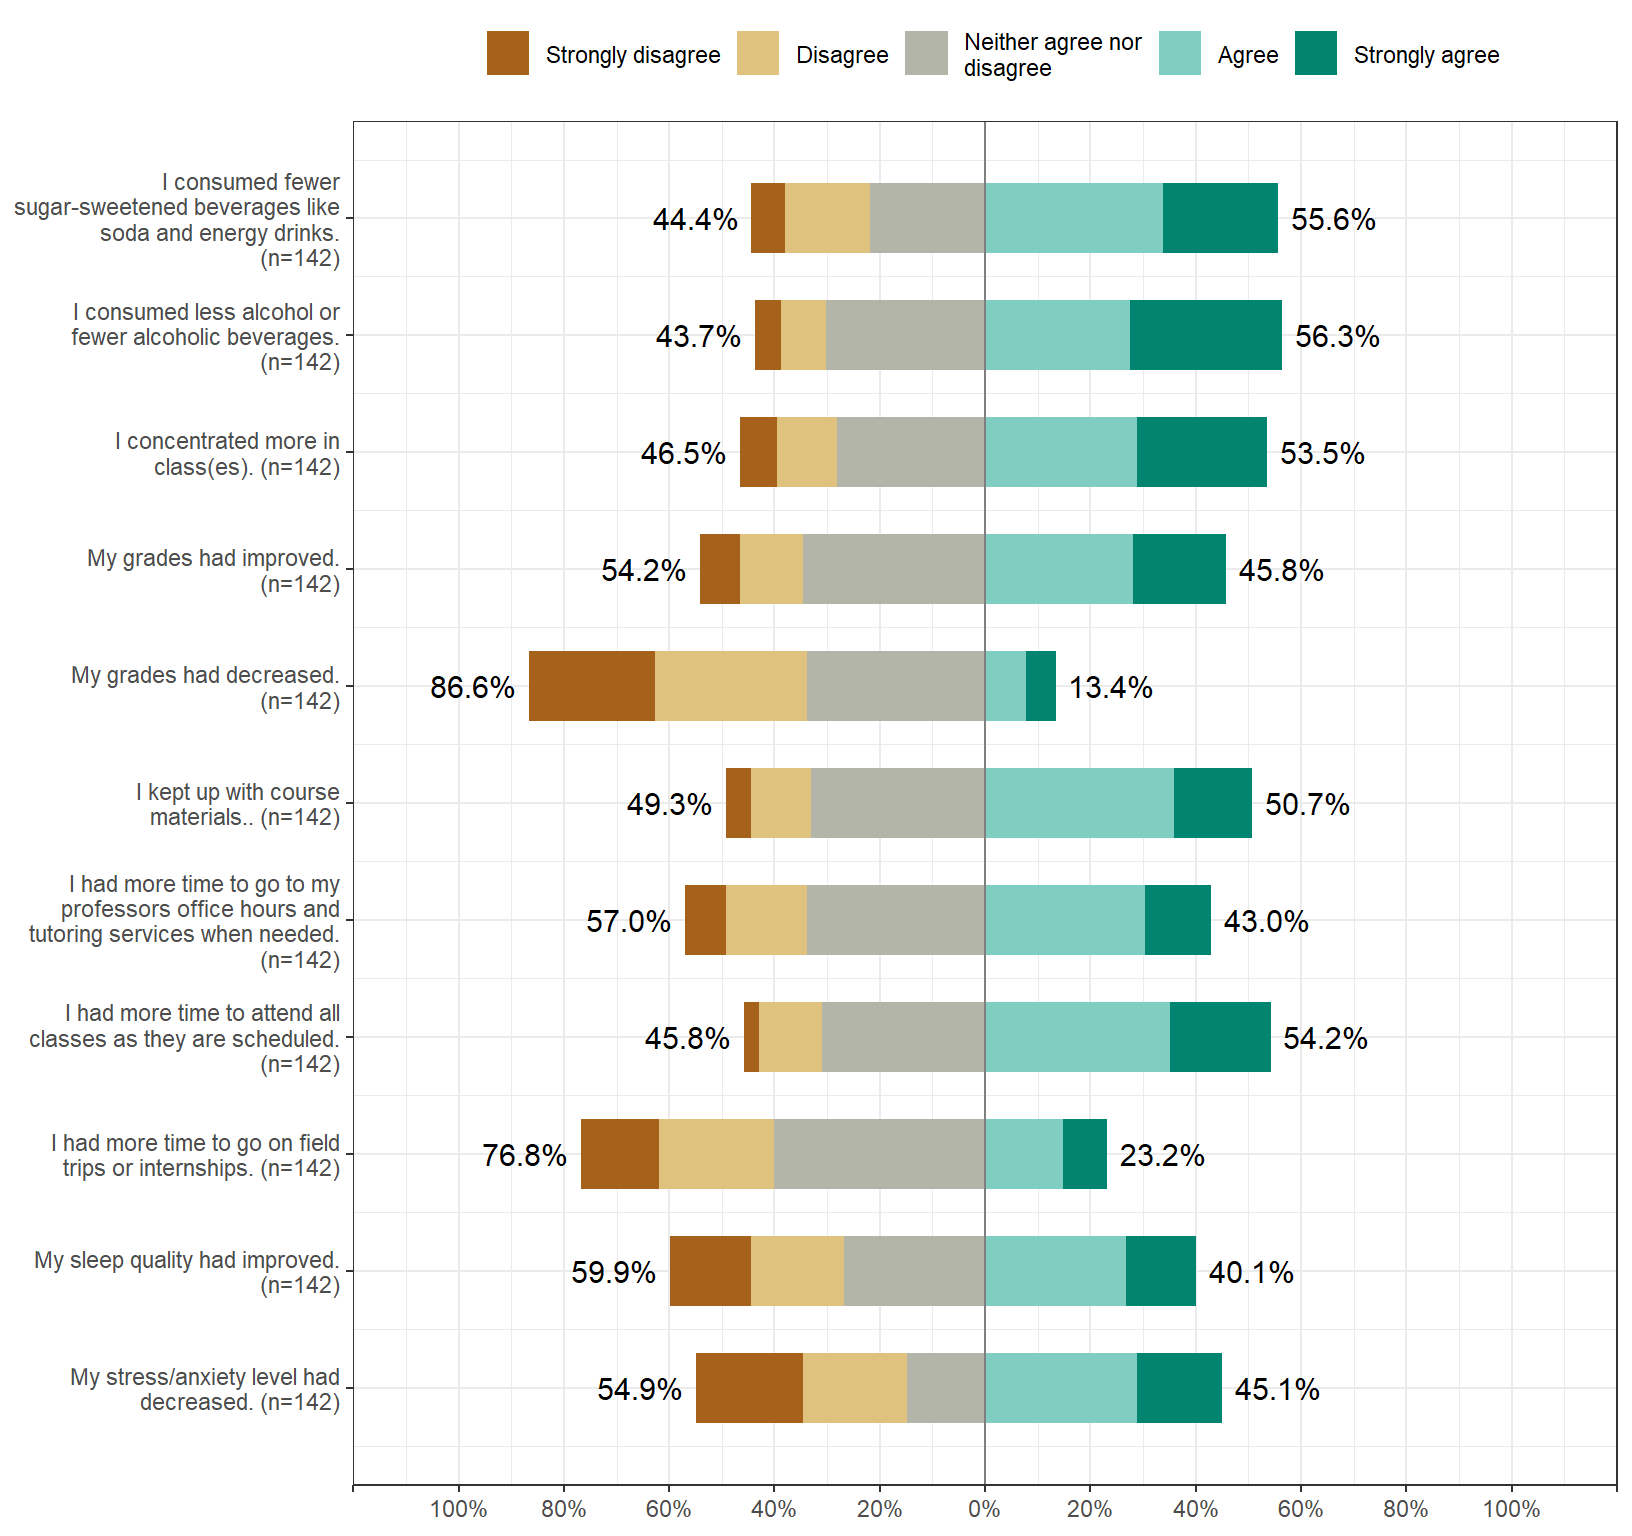 Strongly disagree
Disagree
Neither agree nor
disagree
Agree
Strongly agree
I consumed fewer
sugar-sweetened beverages like
soda and energy drinks.
(n=142)
44.4%
55.6%
I consumed less alcohol or
fewer alcoholic beverages.
(n=142)
43.7%
56.3%
I concentrated more in
class(es). (n=142)
46.5%
53.5%
My grades had improved.
(n=142)
54.2%
45.8%
My grades had decreased.
(n=142)
86.6%
13.4%
I kept up with course
materials.. (n=142)
49.3%
50.7%
I had more time to go to my
professors office hours and
tutoring services when needed.
(n=142)
57.0%
43.0%
I had more time to attend all
classes as they are scheduled.
(n=142)
45.8%
54.2%
I had more time to go on field
trips or internships. (n=142)
76.8%
23.2%
My sleep quality had improved.
(n=142)
59.9%
40.1%
My stress/anxiety level had
decreased. (n=142)
54.9%
45.1%
100% 80% 60% 40% 20% 0% 20% 40% 60% 80% 100%